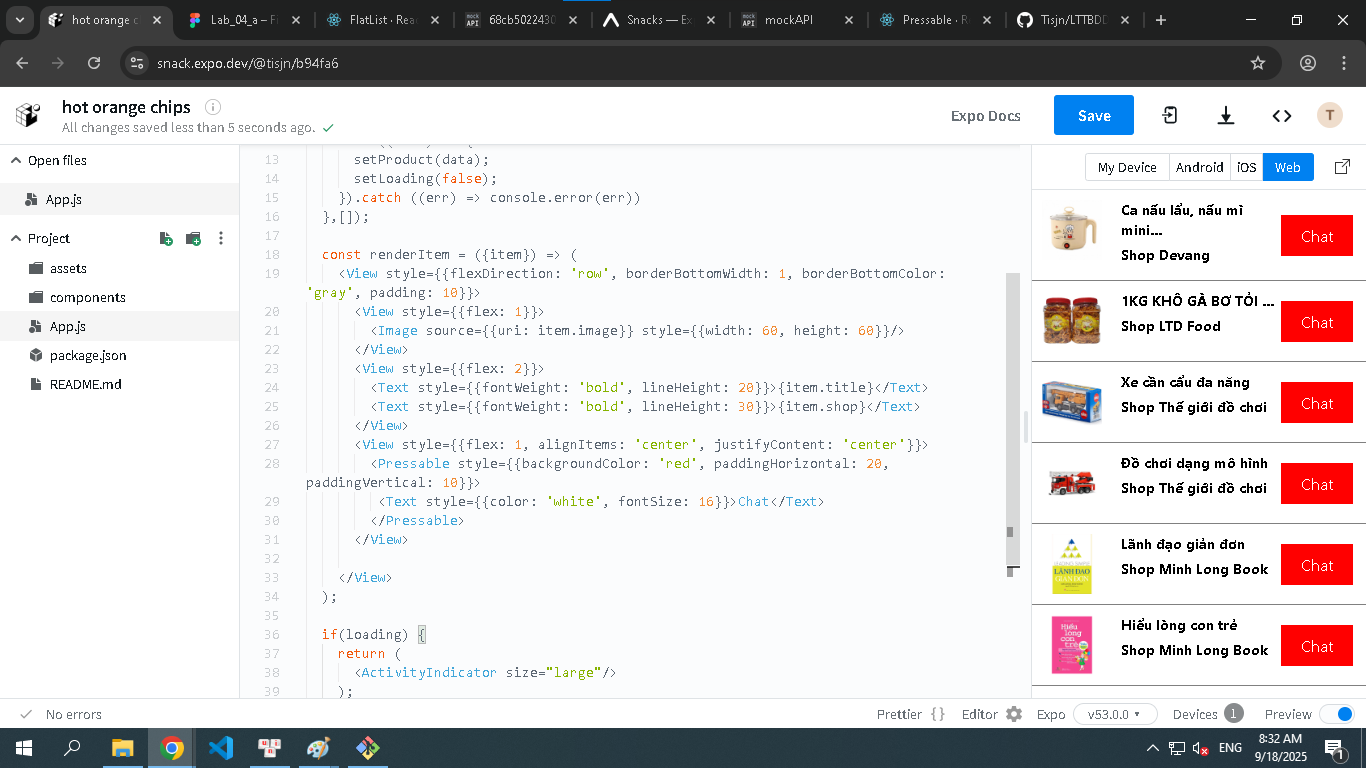 hot orange c
Lab_04_a – Fi
FlatList · Rea
68cb5022430
Snacks — Ex
mockAPI
Pressable · R
Tisjn/LTTBDD
snack.expo.dev/@tisjn/b94fa6
hot orange chips
All changes saved less than 5 seconds ago.
Expo Docs
Save
T
Open files
App.js
Project
assets
components
App.js
package.json
README.md
13 setProduct(data);
14 setLoading(false);
15 }).catch ((err) => console.error(err))
16 },[]);
17
18 const renderItem = ({item}) => (
19 <View style={{flexDirection: 'row', borderBottomWidth: 1, borderBottomColor:
'gray', padding: 10}}>
20 <View style={{flex: 1}}>
21 <Image source={{uri: item.image}} style={{width: 60, height: 60}}/>
22 </View>
23 <View style={{flex: 2}}>
24 <Text style={{fontWeight: 'bold', lineHeight: 20}}>{item.title}</Text>
25 <Text style={{fontWeight: 'bold', lineHeight: 30}}>{item.shop}</Text>
26 </View>
27 <View style={{flex: 1, alignItems: 'center', justifyContent: 'center'}}>
28 <Pressable style={{backgroundColor: 'red', paddingHorizontal: 20,
paddingVertical: 10}}>
29 <Text style={{color: 'white', fontSize: 16}}>Chat</Text>
30 </Pressable>
31 </View>
32
33 </View>
34 );
35
36 if(loading) {
37 return (
38 <ActivityIndicator size="large"/>
39 );
My Device
Android
iOS
Web
Ca nấu lẩu, nấu mì
mini...
Shop Devang
Chat
1KG KHÔ GÀ BƠ TỎI ...
Shop LTD Food
Chat
Xe cần cẩu đa năng
Shop Thế giới đồ chơi
Chat
Đồ chơi dạng mô hình
Shop Thế giới đồ chơi
Chat
LÃNH ĐẠO
GIẢN ĐƠN
Lãnh đạo giản đơn
Shop Minh Long Book
Chat
Hiểu lòng
con trẻ
Hiểu lòng con trẻ
Shop Minh Long Book
Chat
No errors
Prettier {}
Editor
Expo
v53.0.0
Devices 1
Preview
ENG
8:32 AM
9/18/2025
1